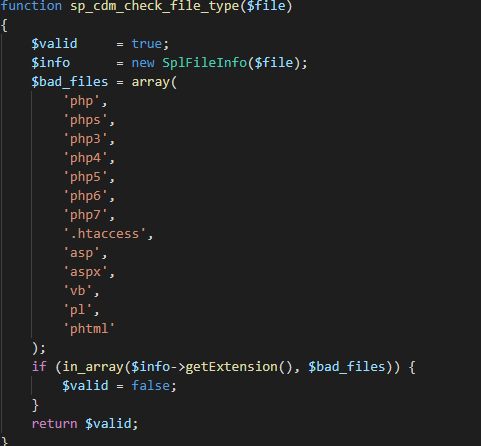 function sp_cdm_check_file_type($file)
{
    $valid     = true;
    $info      = new SplFileInfo($file);
    $bad_files = array(
        'php',
        'phps',
        'php3',
        'php4',
        'php5',
        'php6',
        'php7',
        '.htaccess',
        'asp',
        'aspx',
        'vb',
        'pl',
        'phtml'
    );
    if (in_array($info->getExtension(), $bad_files)) {
        $valid = false;
    }
    return $valid;
}